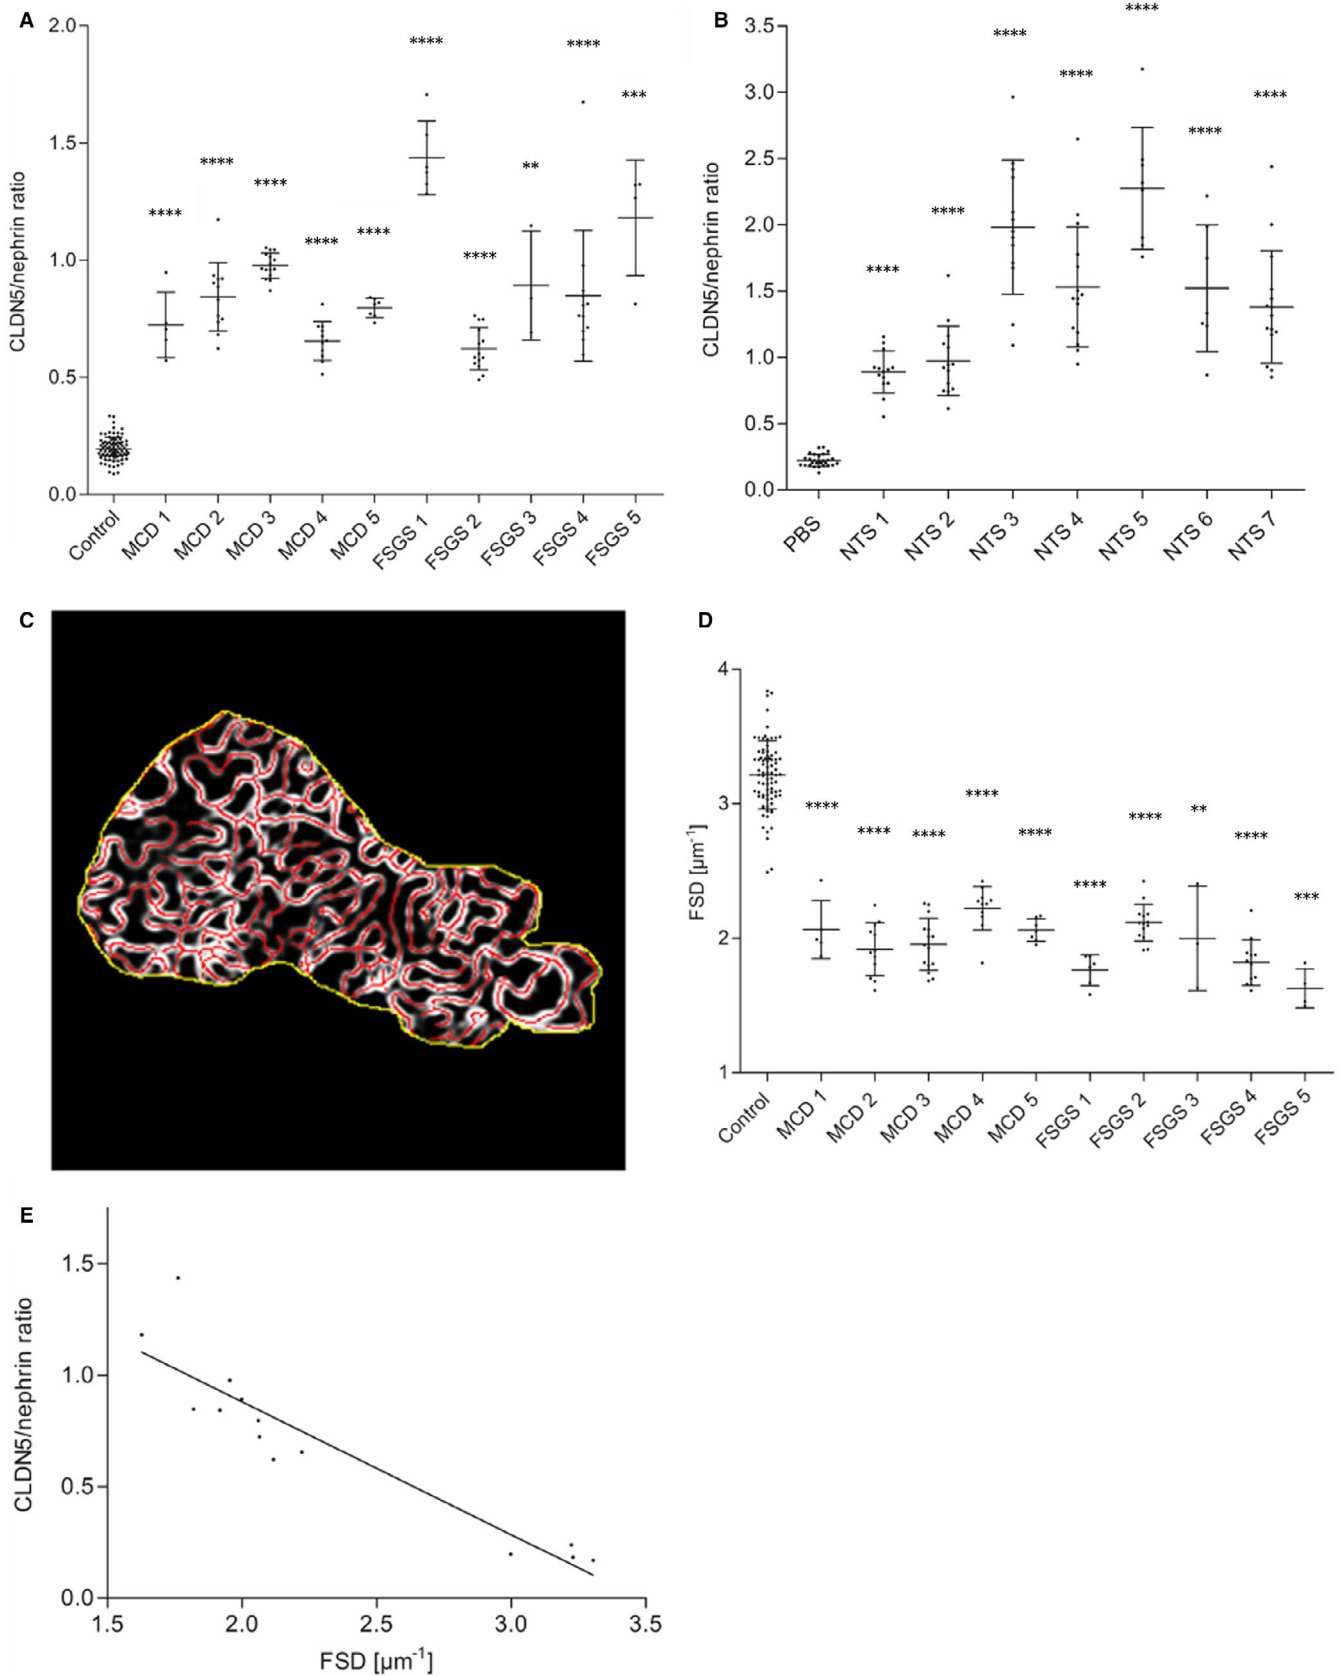 A
CLDN5/nephrin ratio
2.0
1.5
1.0
0.5
0.0
****
****
****
****
****
****
****
**
****
***
Control
MCD 1
MCD 2
MCD 3
MCD 4
MCD 5
FSGS 1
FSGS 2
FSGS 3
FSGS 4
FSGS 5
B
CLDN5/nephrin ratio
3.5
3.0
2.5
2.0
1.5
1.0
0.5
0.0
****
****
****
****
****
****
****
PBS
NTS 1
NTS 2
NTS 3
NTS 4
NTS 5
NTS 6
NTS 7
C
D
FSD [µm⁻¹]
4
3
2
1
****
****
****
****
****
****
****
**
****
***
Control
MCD 1
MCD 2
MCD 3
MCD 4
MCD 5
FSGS 1
FSGS 2
FSGS 3
FSGS 4
FSGS 5
E
CLDN5/nephrin ratio
1.5
1.0
0.5
0.0
1.5 2.0 2.5 3.0 3.5
FSD [µm⁻¹]